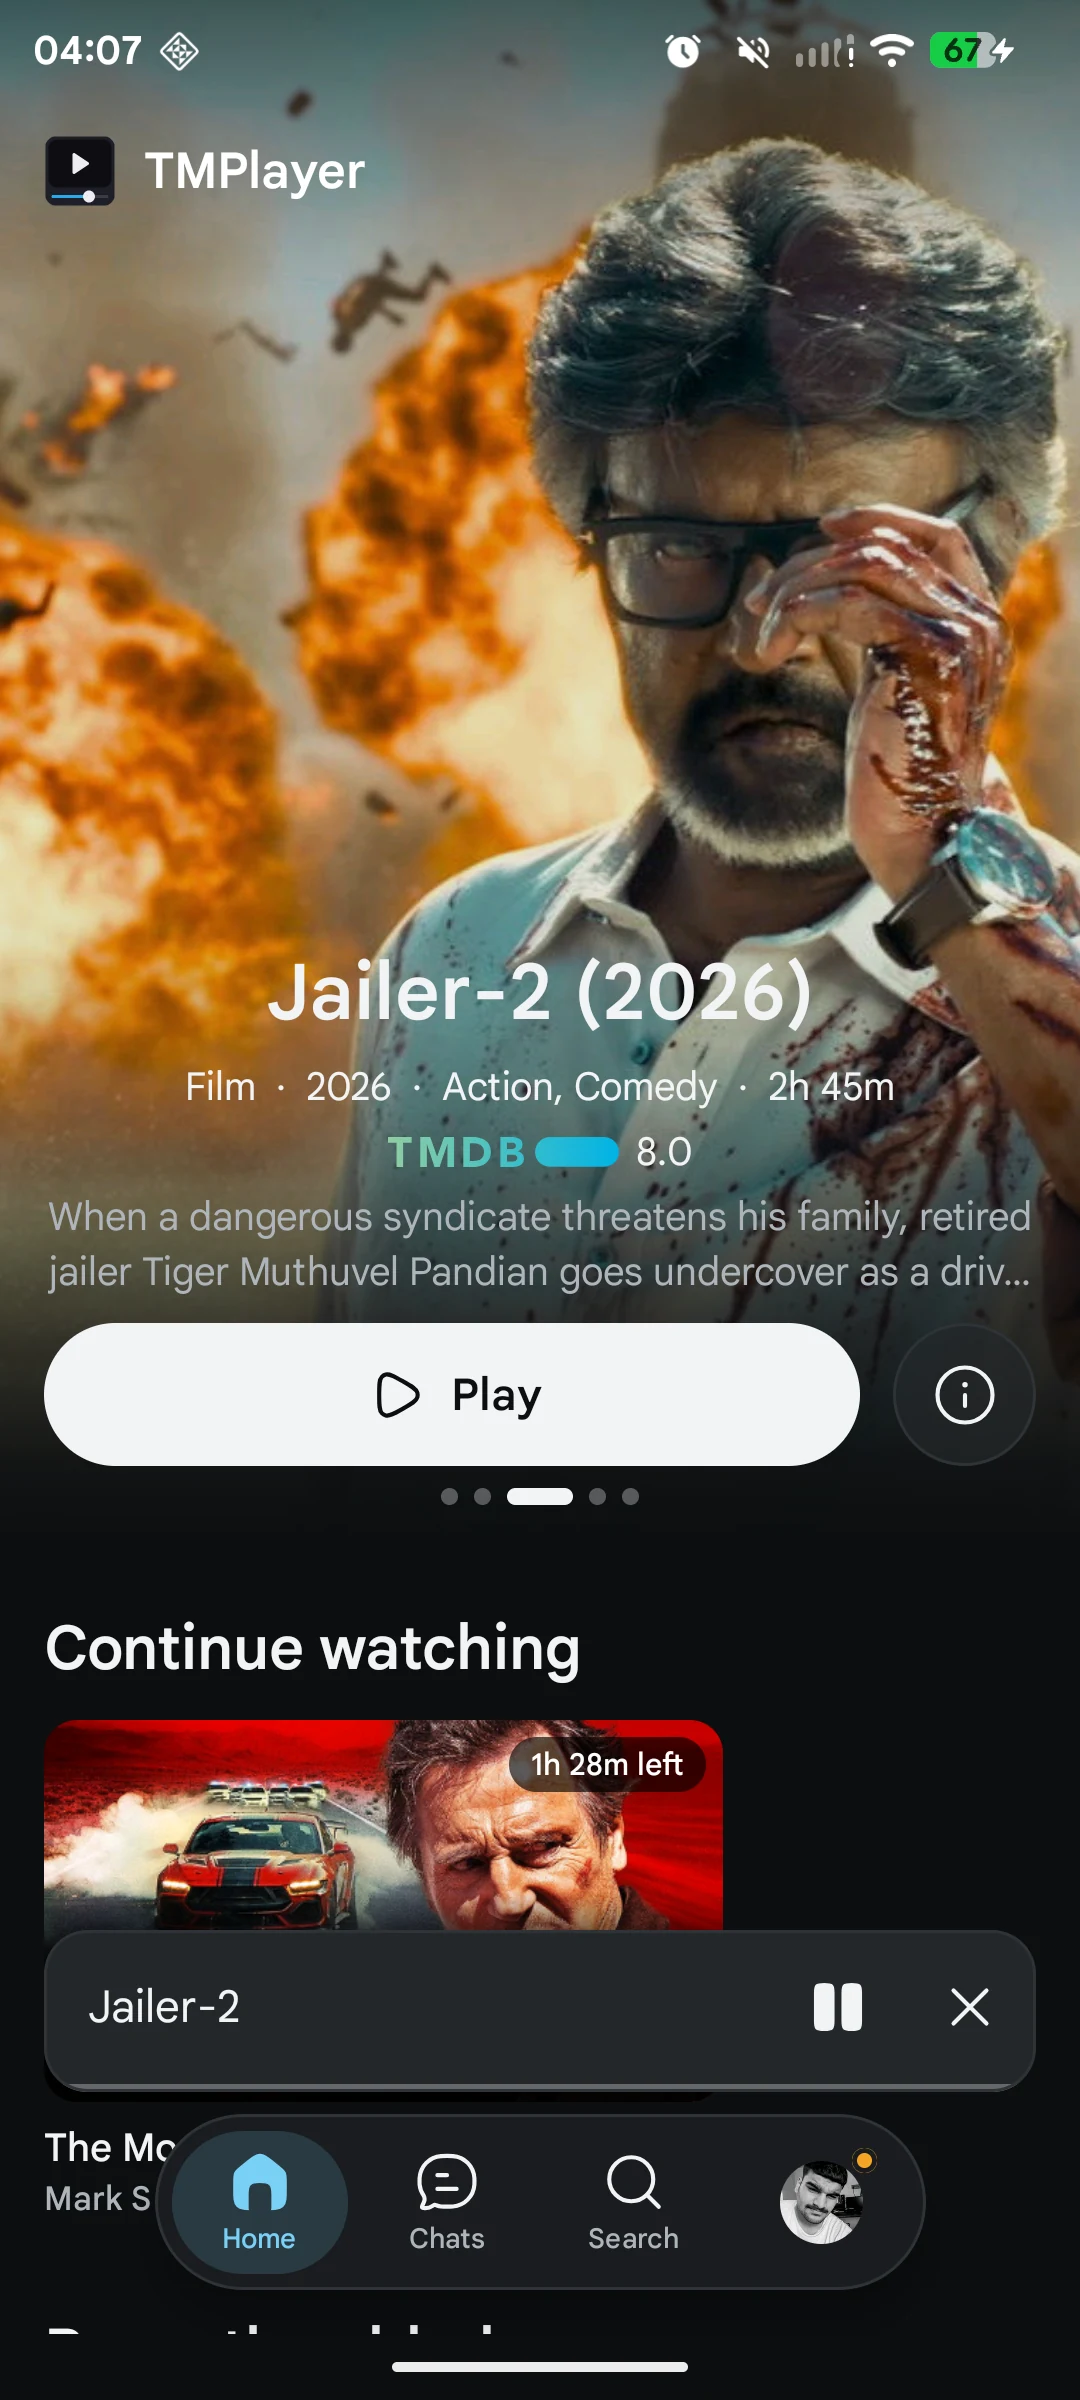 04:07
67
TMPlayer
Jailer-2 (2026)
Film · 2026 · Action, Comedy · 2h 45m
TMDB 8.0
When a dangerous syndicate threatens his family, retired
jailer Tiger Muthuvel Pandian goes undercover as a driv...
Play
Continue watching
1h 28m left
Jailer-2
The Mo
Mark S
Home
Chats
Search